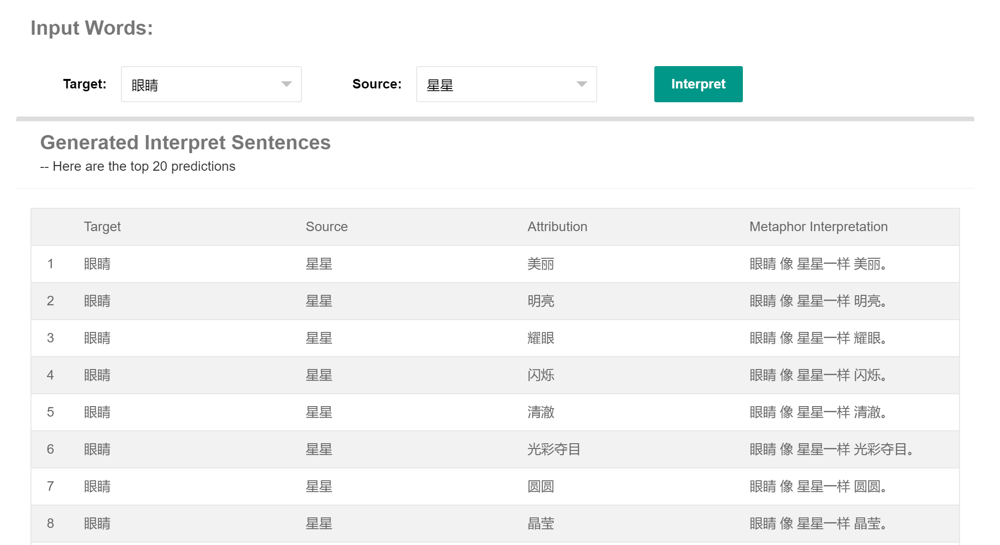 Input Words:
Target: 眼睛 Source: 星星 Interpret
Generated Interpret Sentences
-- Here are the top 20 predictions
Target Source Attribution Metaphor Interpretation
1 眼睛 星星 美丽 眼睛 像 星星一样 美丽。
2 眼睛 星星 明亮 眼睛 像 星星一样 明亮。
3 眼睛 星星 耀眼 眼睛 像 星星一样 耀眼。
4 眼睛 星星 闪烁 眼睛 像 星星一样 闪烁。
5 眼睛 星星 清澈 眼睛 像 星星一样 清澈。
6 眼睛 星星 光彩夺目 眼睛 像 星星一样 光彩夺目。
7 眼睛 星星 圆圆 眼睛 像 星星一样 圆圆。
8 眼睛 星星 晶莹 眼睛 像 星星一样 晶莹。